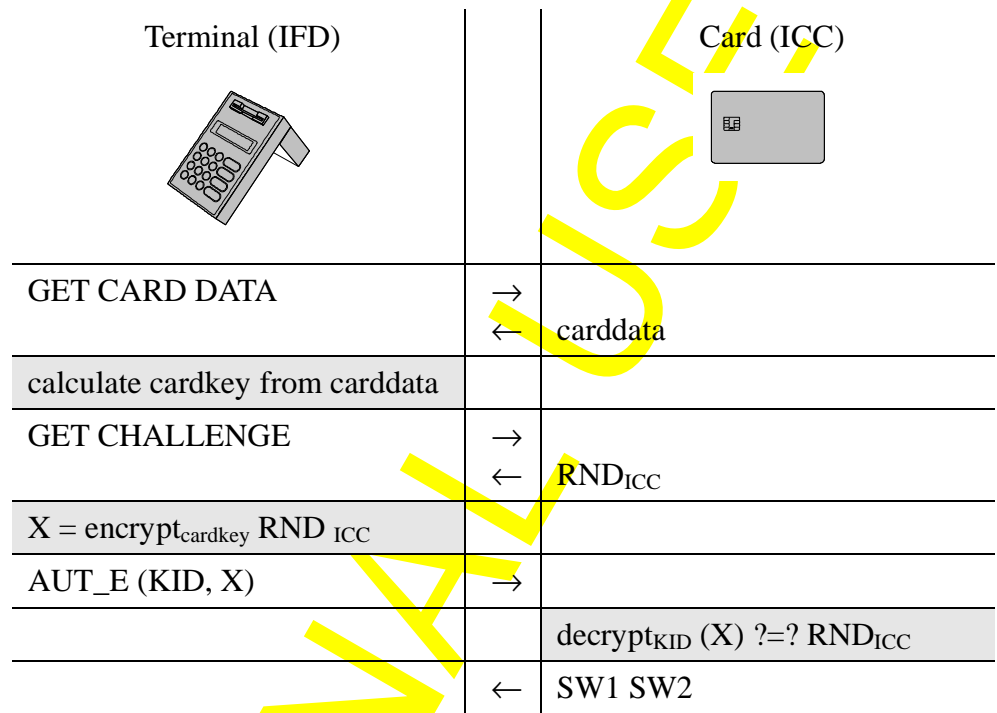 Terminal (IFD) Card (ICC)
GET CARD DATA →
← carddata
calculate cardkey from carddata
GET CHALLENGE →
← RNDICC
X = encryptcardkey RND ICC
AUT_E (KID, X) →
decryptKID (X) ?=? RNDICC
← SW1 SW2